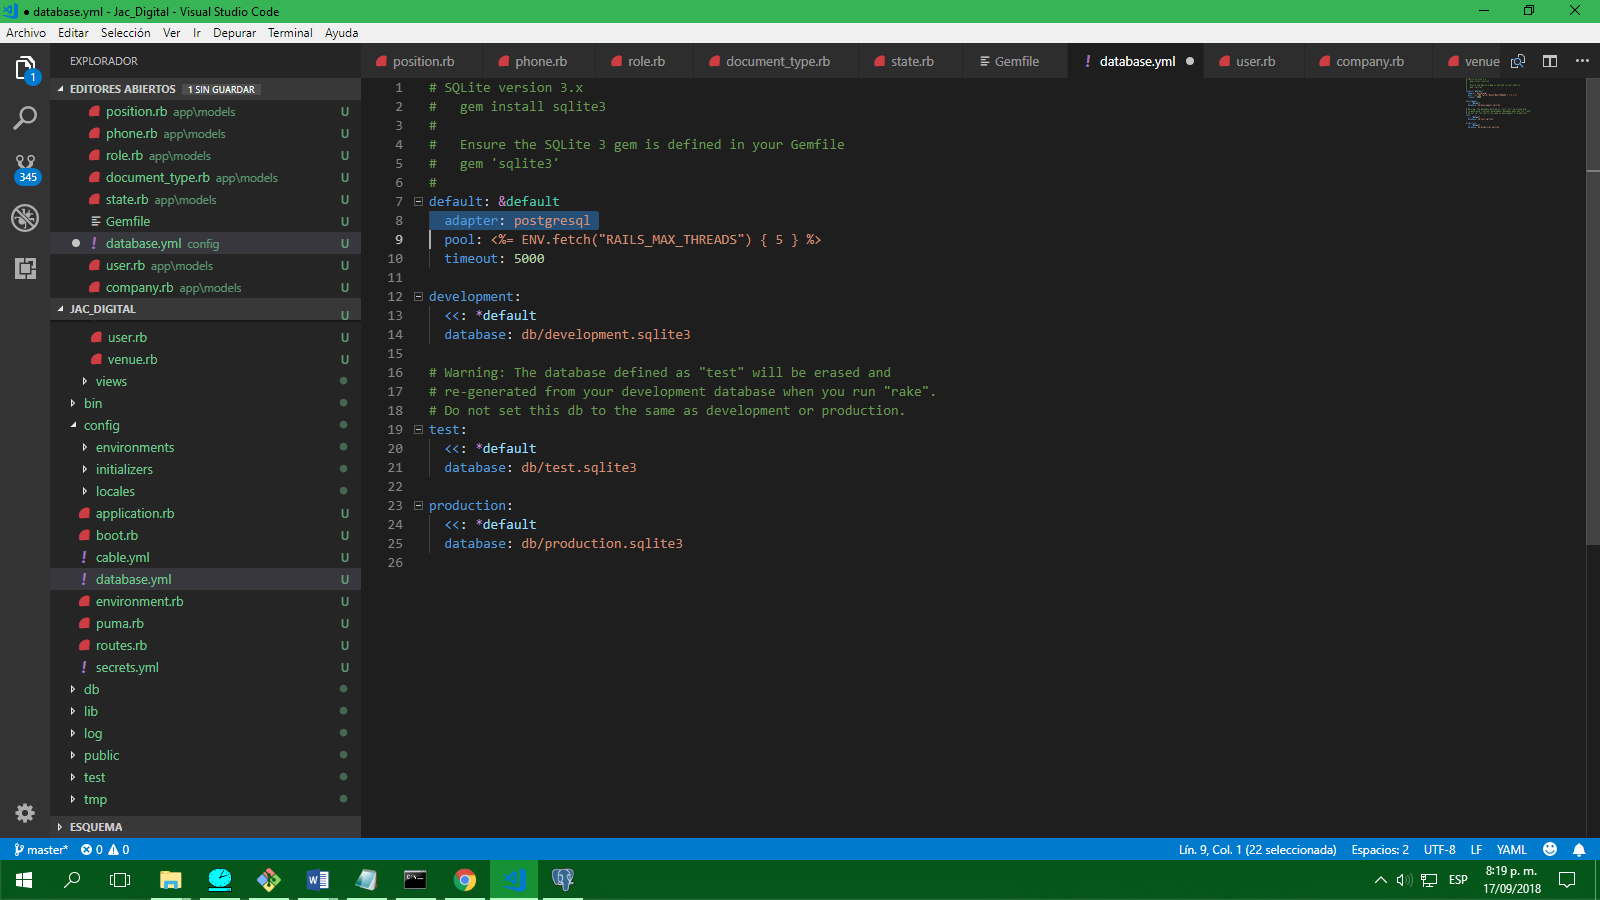 ● database.yml - Jac_Digital - Visual Studio Code
Archivo Editar Selección Ver Ir Depurar Terminal Ayuda
EXPLORADOR
1
345
EDITORES ABIERTOS 1 SIN GUARDAR
position.rb app\models U
phone.rb app\models U
role.rb app\models U
document_type.rb app\models U
state.rb app\models U
Gemfile U
● ! database.yml config U
user.rb app\models U
company.rb app\models U
JAC_DIGITAL U
user.rb U
venue.rb U
views
bin
config
environments
initializers
locales
application.rb U
boot.rb U
! cable.yml U
! database.yml U
environment.rb U
puma.rb U
routes.rb U
! secrets.yml U
db
lib
log
public
test
tmp
ESQUEMA
position.rb phone.rb role.rb document_type.rb state.rb Gemfile ! database.yml ● user.rb company.rb venue
1 # SQLite version 3.x
2 #   gem install sqlite3
3 #
4 #   Ensure the SQLite 3 gem is defined in your Gemfile
5 #   gem 'sqlite3'
6 #
7 default: &default
8   adapter: postgresql
9   pool: <%= ENV.fetch("RAILS_MAX_THREADS") { 5 } %>
10   timeout: 5000
11
12 development:
13   <<: *default
14   database: db/development.sqlite3
15
16 # Warning: The database defined as "test" will be erased and
17 # re-generated from your development database when you run "rake".
18 # Do not set this db to the same as development or production.
19 test:
20   <<: *default
21   database: db/test.sqlite3
22
23 production:
24   <<: *default
25   database: db/production.sqlite3
26
master* 0 0 Lín. 9, Col. 1 (22 seleccionada) Espacios: 2 UTF-8 LF YAML
ESP
8:19 p. m.
17/09/2018